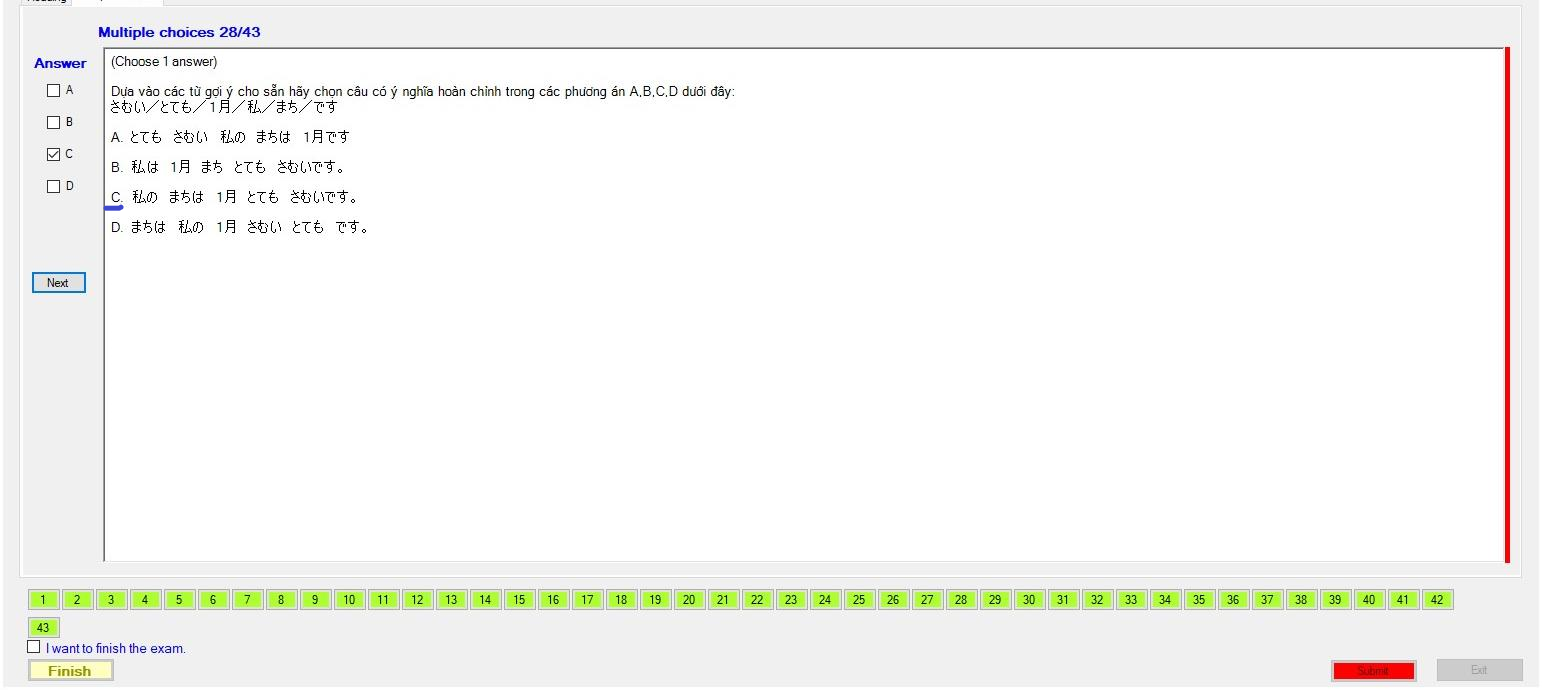 Multiple choices 28/43
Answer
(Choose 1 answer)
A
Dựa vào các từ gợi ý cho sẵn hãy chọn câu có ý nghĩa hoàn chỉnh trong các phương án A,B,C,D dưới đây:
さむい／とても／1月／私／まち／です
B
A. とても さむい 私の まちは 1月です
C
B. 私は 1月 まち とても さむいです。
D
C. 私の まちは 1月 とても さむいです。
D. まちは 私の 1月 さむい とても です。
Next
1 2 3 4 5 6 7 8 9 10 11 12 13 14 15 16 17 18 19 20 21 22 23 24 25 26 27 28 29 30 31 32 33 34 35 36 37 38 39 40 41 42
43
I want to finish the exam.
Finish
Submit
Exit